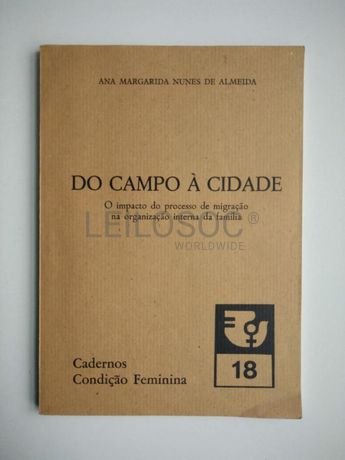 ANA MARGARIDA NUNES DE ALMEIDA
DO CAMPO À CIDADE
O impacto do processo de migração
na organização interna da família
LEILOSOC®
WORLDWIDE
18
Cadernos
Condição Feminina